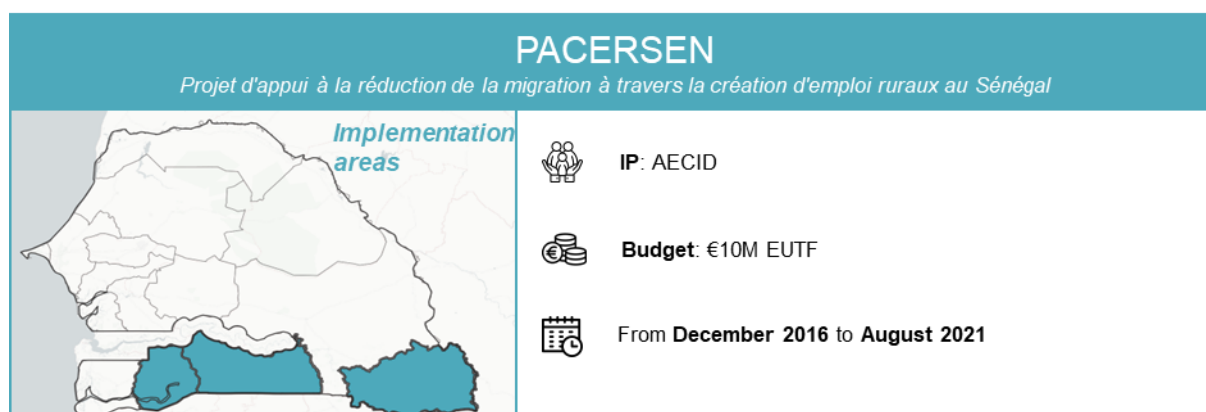 PACERSEN
Projet d'appui à la réduction de la migration à travers la création d'emploi ruraux au Sénégal
Implementation
areas
IP: AECID
Budget: €10M EUTF
From December 2016 to August 2021